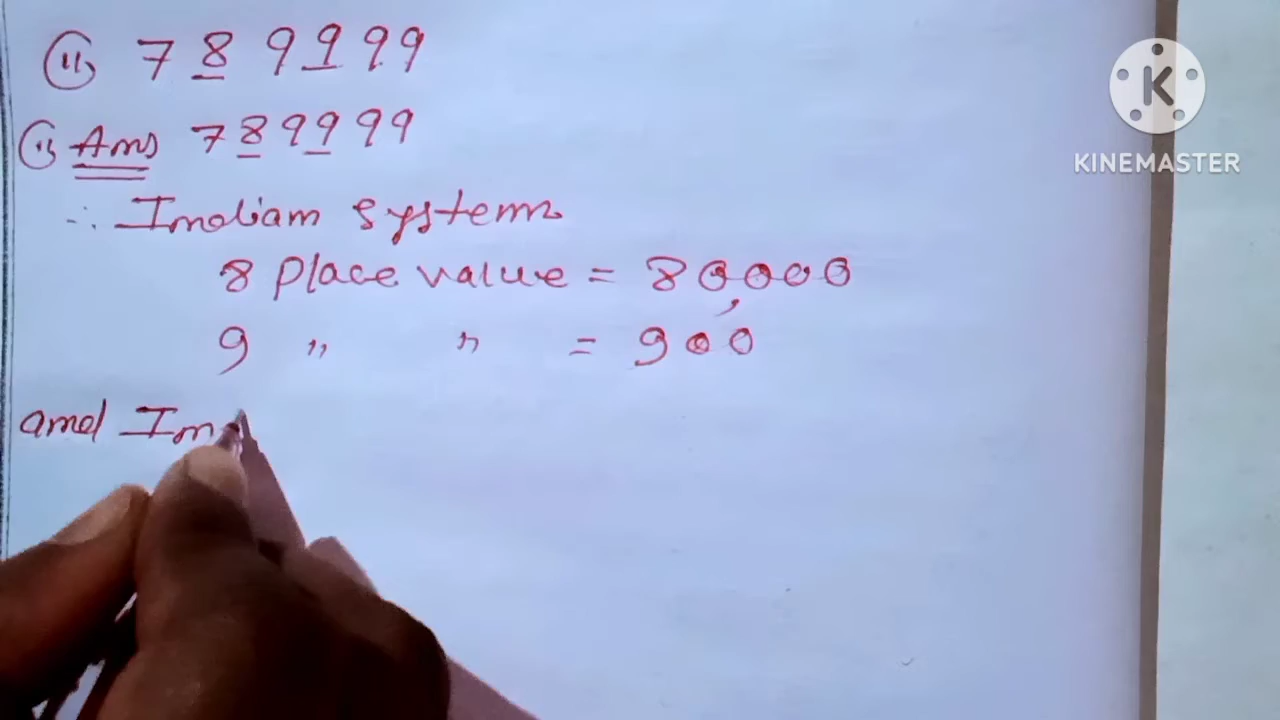 (ii) 789999
(ii) Ans 789999
∴ Indian system
8 Place value = 80,000
9 " " = 900
and In
K
KINEMASTER